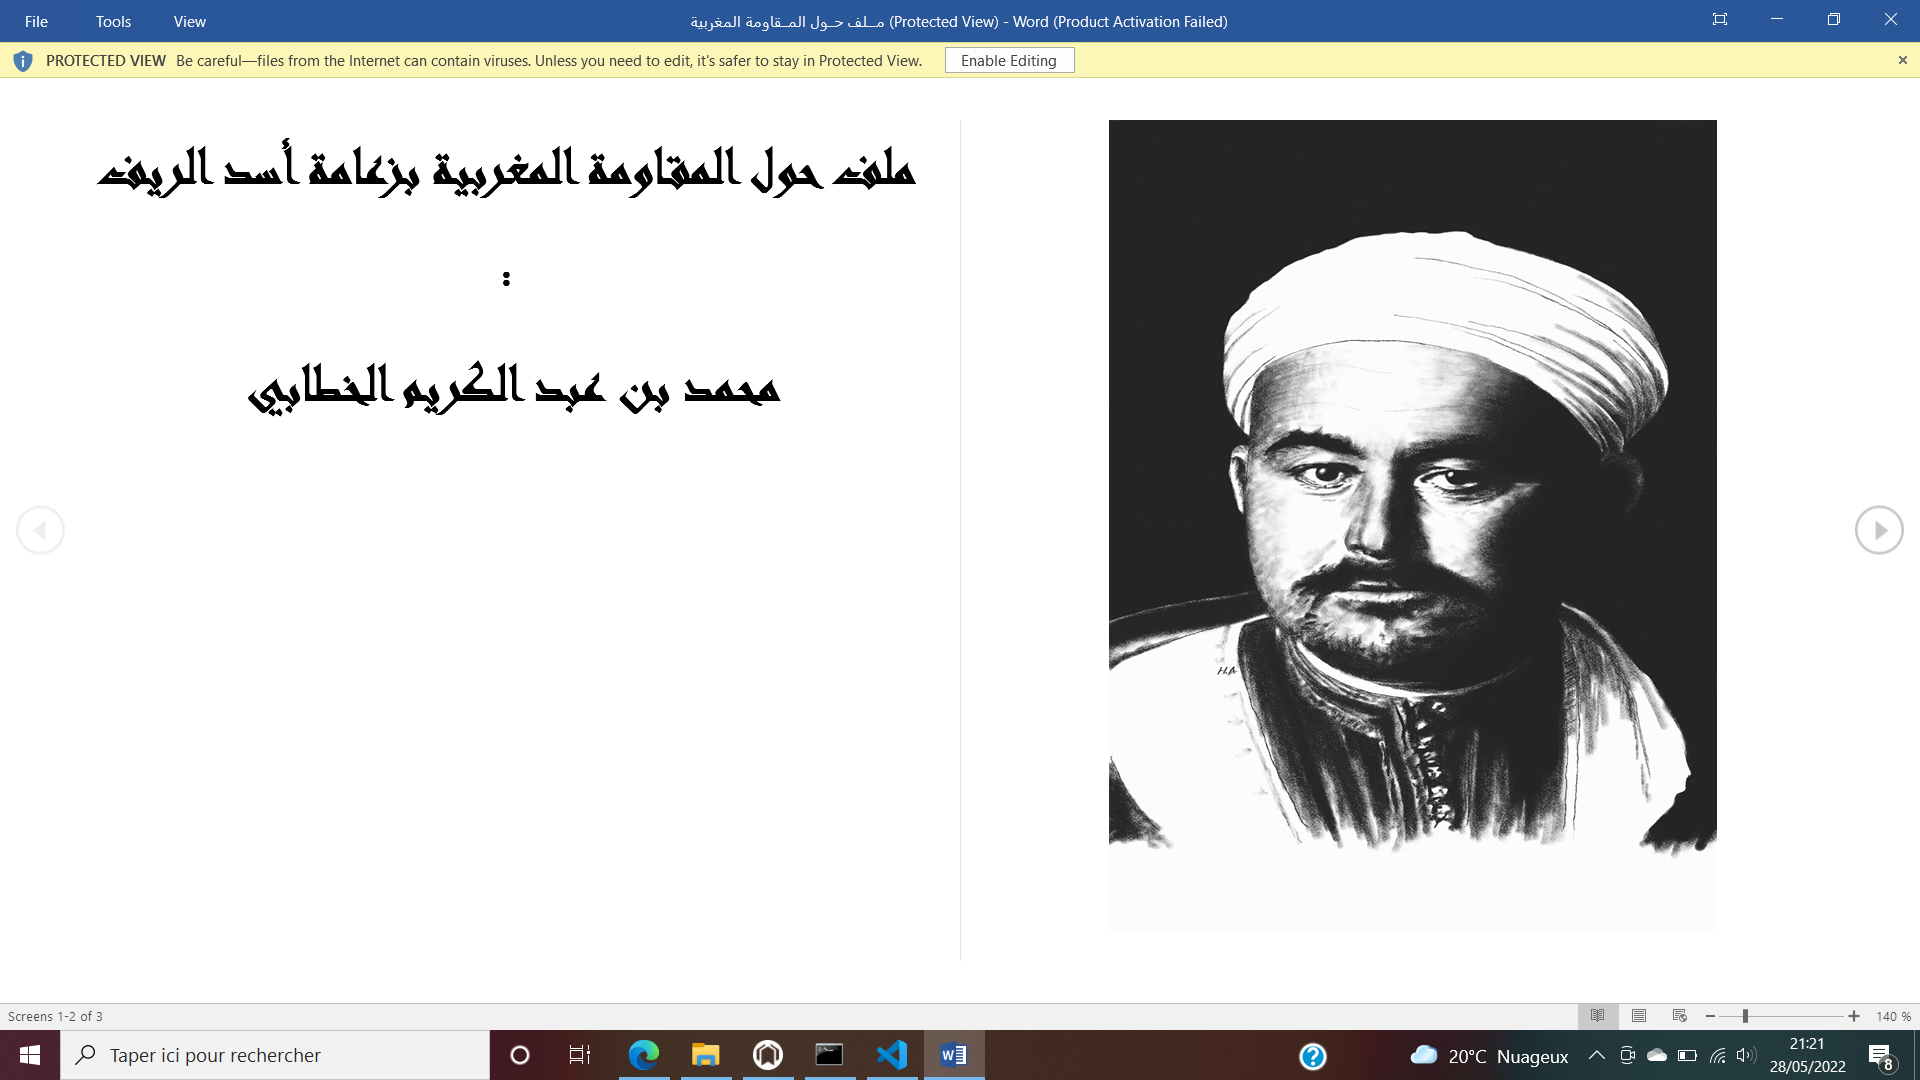 File Tools View
مــلف حــول المــقاومة المغربية (Protected View) - Word (Product Activation Failed)
PROTECTED VIEW Be careful—files from the Internet can contain viruses. Unless you need to edit, it's safer to stay in Protected View. Enable Editing
ملف حول المقاومة المغربية بزعامة أسد الريف
:
محمد بن عبد الكريم الخطابي
H.A
Screens 1-2 of 3
140 %
Taper ici pour rechercher
20°C Nuageux
21:21
28/05/2022
8